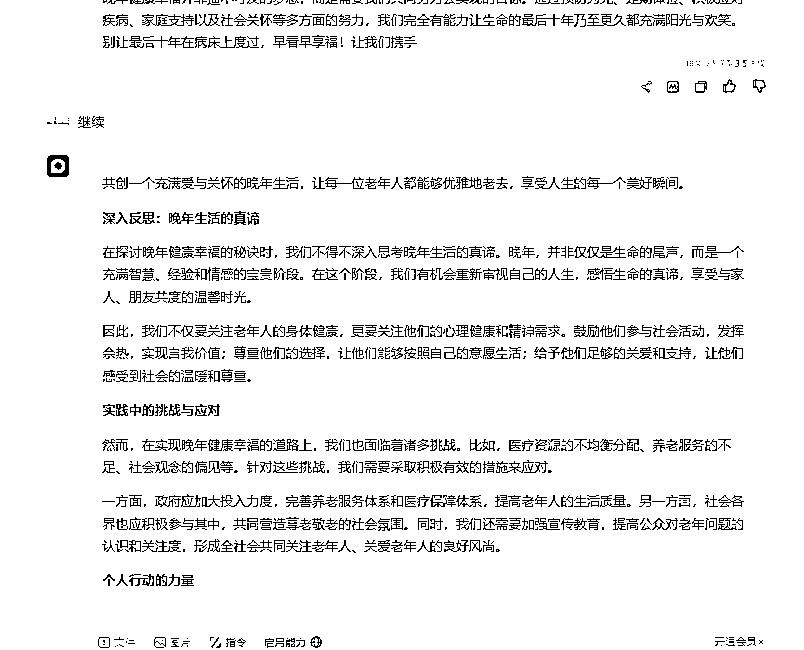 疾病、家庭支持以及社会关怀等多方面的努力，我们完全有能力让生命的最后十年乃至更久都充满阳光与欢笑。
别让最后十年在病床上度过，早看早享福！让我们携手
继续
共创一个充满爱与关怀的晚年生活，让每一位老年人都能够优雅地老去，享受人生的每一个美好瞬间。
深入反思：晚年生活的真谛
在探讨晚年健康幸福的秘诀时，我们不得不深入思考晚年生活的真谛。晚年，并非仅仅是生命的尾声，而是一个
充满智慧、经验和情感的宝贵阶段。在这个阶段，我们有机会重新审视自己的人生，感悟生命的真谛，享受与家
人、朋友共度的温馨时光。
因此，我们不仅要关注老年人的身体健康，更要关注他们的心理健康和精神需求。鼓励他们参与社会活动，发挥
余热，实现自我价值；尊重他们的选择，让他们能够按照自己的意愿生活；给予他们足够的关爱和支持，让他们
感受到社会的温暖和尊重。
实践中的挑战与应对
然而，在实现晚年健康幸福的道路上，我们也面临着诸多挑战。比如，医疗资源的不均衡分配、养老服务的不
足、社会观念的偏见等。针对这些挑战，我们需要采取积极有效的措施来应对。
一方面，政府应加大投入力度，完善养老服务体系和医疗保障体系，提高老年人的生活质量。另一方面，社会各
界也应积极参与其中，共同营造尊老敬老的社会氛围。同时，我们还需要加强宣传教育，提高公众对老年问题的
认识和关注度，形成全社会共同关注老年人、关爱老年人的良好风尚。
个人行动的力量
文件 图片 指令 启用能力 开通会员